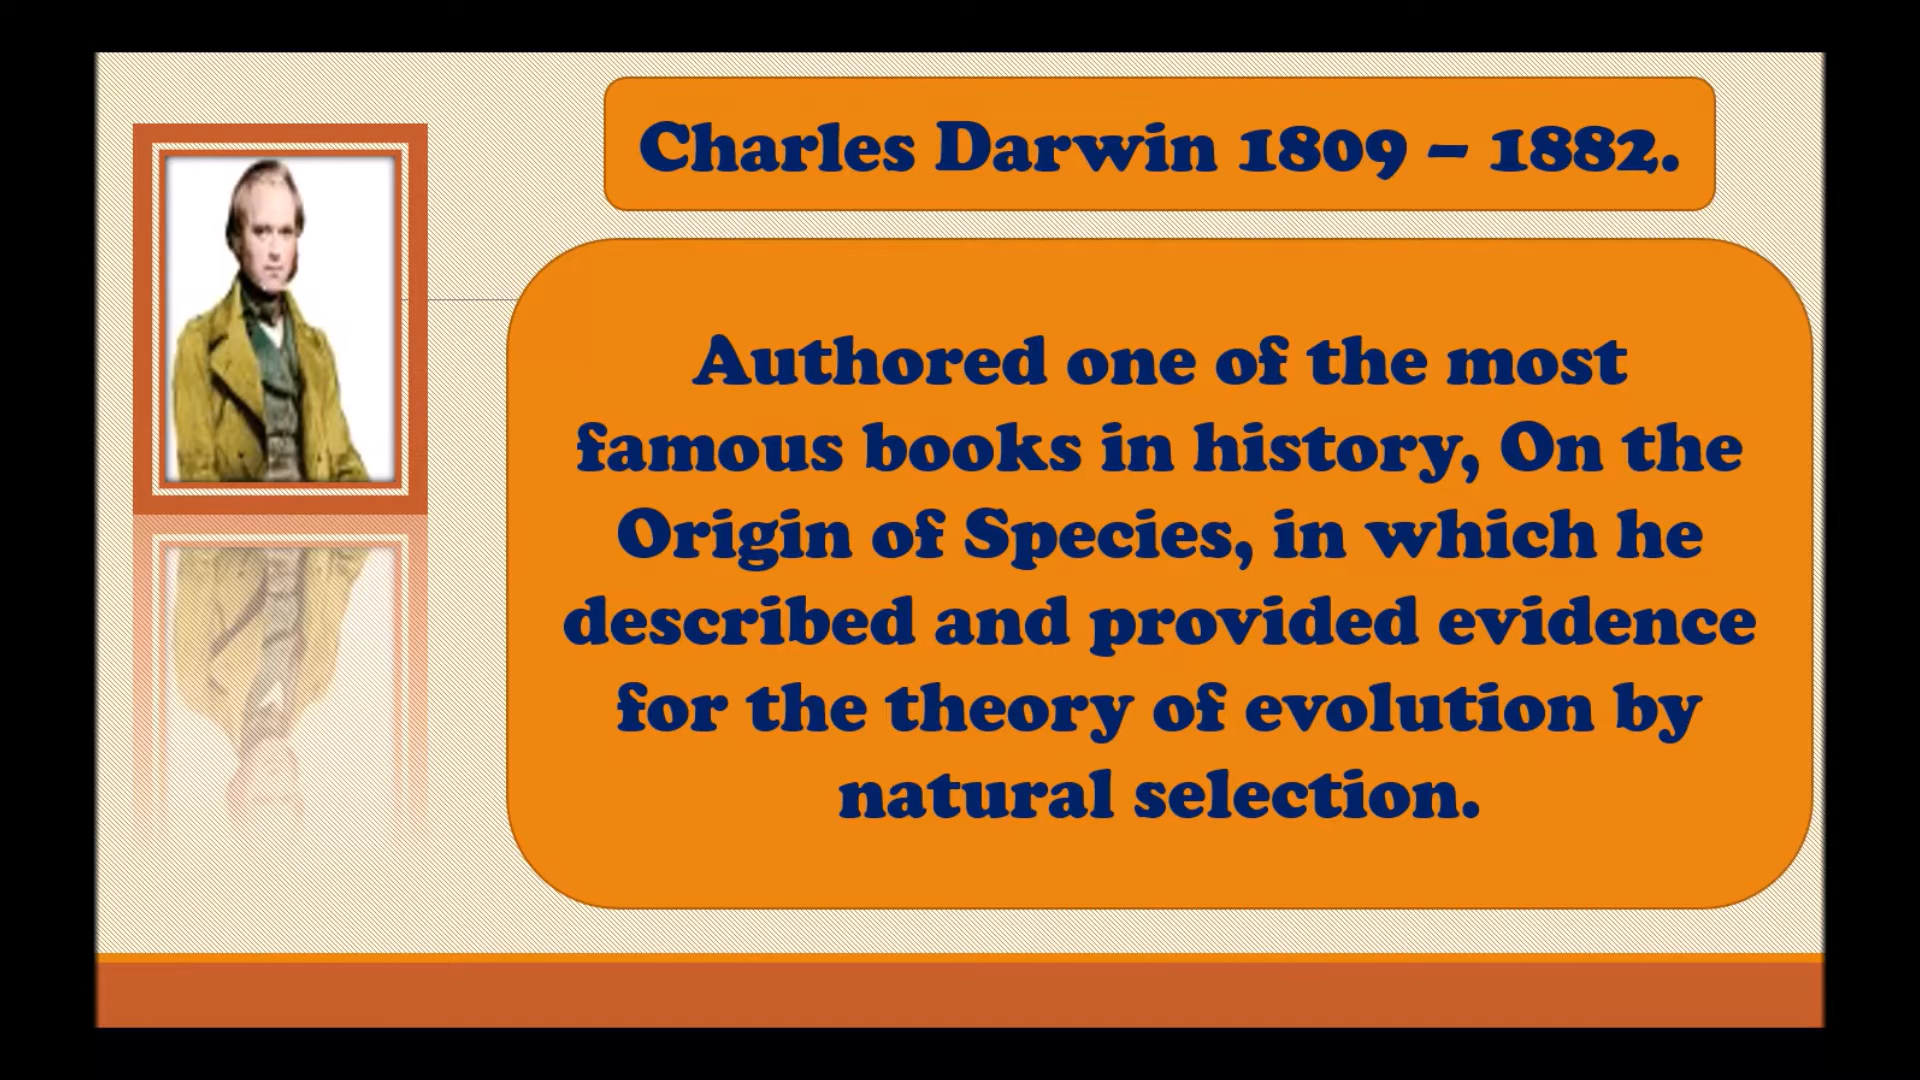 Charles Darwin 1809 – 1882.
Authored one of the most
famous books in history, On the
Origin of Species, in which he
described and provided evidence
for the theory of evolution by
natural selection.